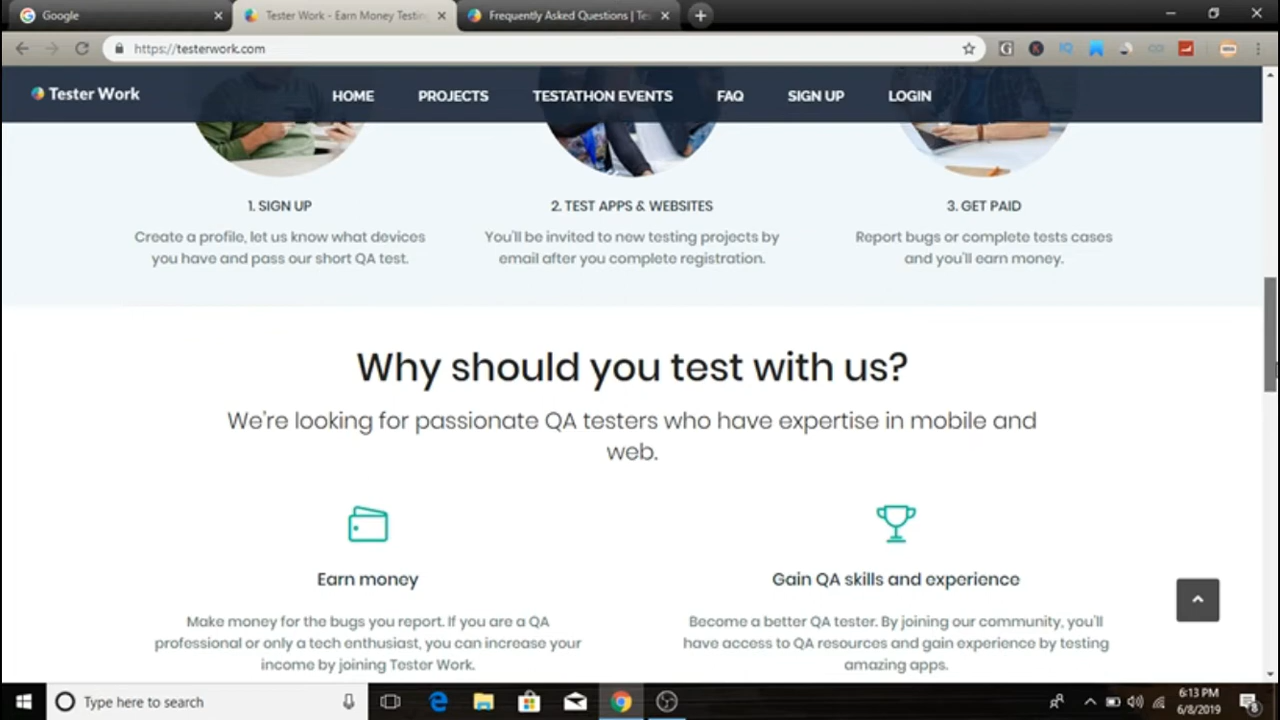 Google
Tester Work - Earn Money Testing
Frequently Asked Questions | Te
https://testerwork.com
Tester Work
HOME
PROJECTS
TESTATHON EVENTS
FAQ
SIGN UP
LOGIN
1. SIGN UP
Create a profile, let us know what devices
you have and pass our short QA test.
2. TEST APPS & WEBSITES
You'll be invited to new testing projects by
email after you complete registration.
3. GET PAID
Report bugs or complete tests cases
and you'll earn money.
Why should you test with us?
We're looking for passionate QA testers who have expertise in mobile and
web.
Earn money
Make money for the bugs you report. If you are a QA
professional or only a tech enthusiast, you can increase your
income by joining Tester Work.
Gain QA skills and experience
Become a better QA tester. By joining our community, you'll
have access to QA resources and gain experience by testing
amazing apps.
Type here to search
6:13 PM
6/8/2019